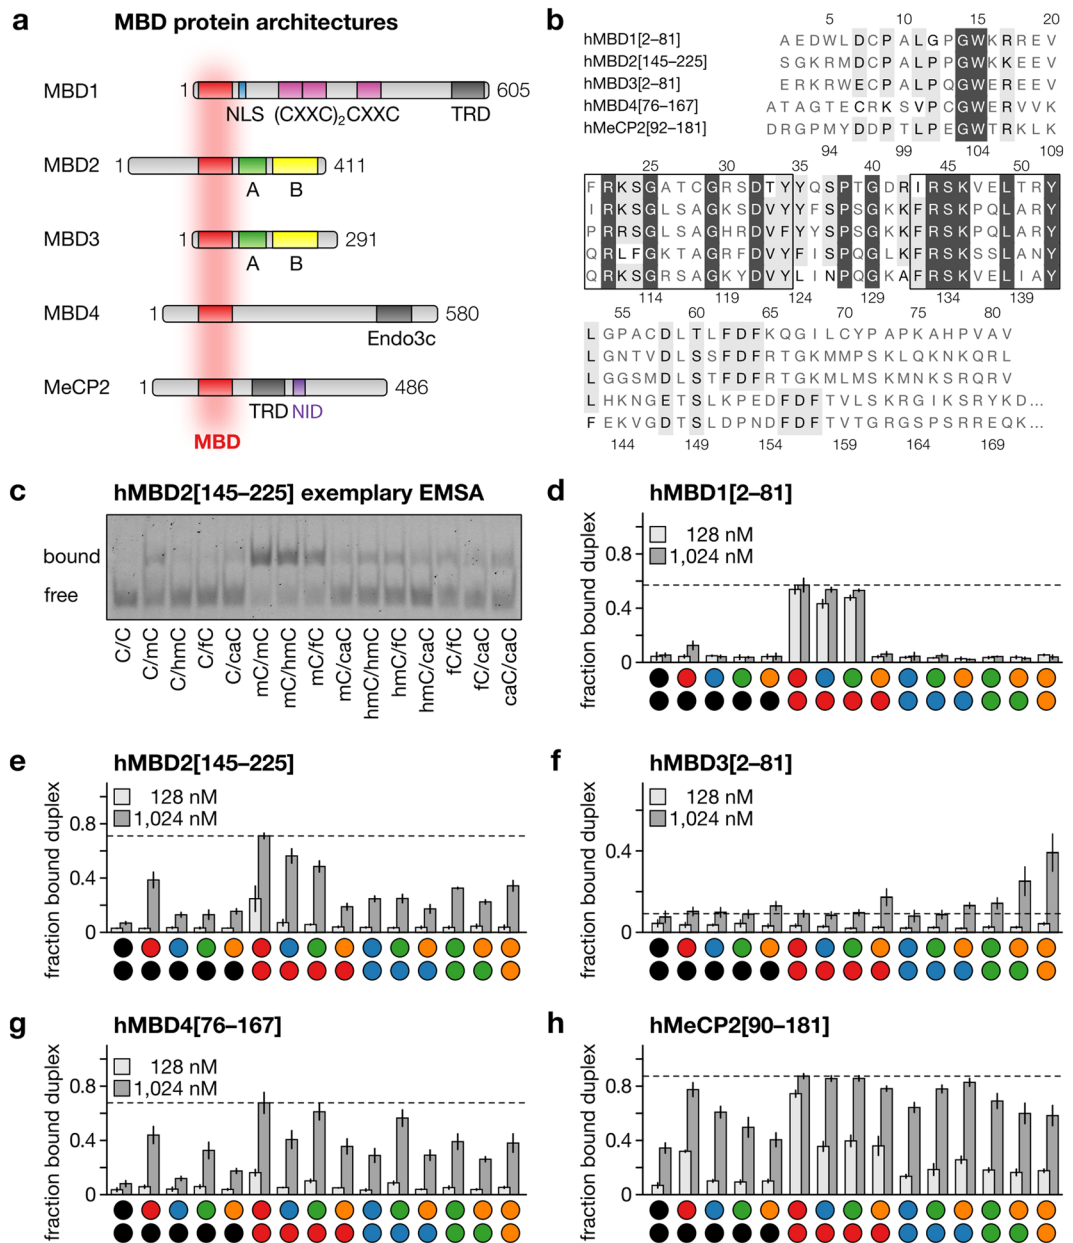 a MBD protein architectures
MBD1 1 605
NLS (CXXC)2CXXC TRD
MBD2 1 411
A B
MBD3 1 291
A B
MBD4 1 580
Endo3c
MeCP2 1 486
TRD NID
MBD
b
5 10 15 20
hMBD1[2–81] A E D W L D C P A L G P G W K R R E V
hMBD2[145–225] S G K R M D C P A L P P G W K K E E V
hMBD3[2–81] E R K R W E C P A L P Q G W E R E E V
hMBD4[76–167] A T A G T E C R K S V P C G W E R V V K
hMeCP2[92–181] D R G P M Y D D P T L P E G W T R K L K
94 99 104 109
25 30 35 40 45 50
F R K S G A T C G R S D T Y Y Q S P T G D R I R S K V E L T R Y
I R K S G L S A G K S D V Y Y F S P S G K K F R S K P Q L A R Y
P R R S G L S A G H R D V F Y Y S P S G K K F R S K P Q L A R Y
Q R L F G K T A G R F D V Y F I S P Q G L K F R S K S S L A N Y
Q R K S G R S A G K Y D V Y L I N P Q G K A F R S K V E L I A Y
114 119 124 129 134 139
55 60 65 70 75 80
L G P A C D L T L F D F K Q G I L C Y P A P K A H P V A V
L G N T V D L S S F D F R T G K M M P S K L Q K N K Q R L
L G G S M D L S T F D F R T G K M L M S K M N K S R Q R V
L H K N G E T S L K P E D F D F T V L S K R G I K S R Y K D ...
F E K V G D T S L D P N D F D F T V T G R G S P S R R E Q K ...
144 149 154 159 164 169
c hMBD2[145–225] exemplary EMSA
bound
free
C/C C/mC C/hmC C/fC C/caC mC/mC mC/hmC mC/fC mC/caC hmC/hmC hmC/fC hmC/caC fC/fC fC/caC caC/caC
d hMBD1[2–81]
128 nM
1,024 nM
fraction bound duplex
0.8
0.4
0
e hMBD2[145–225]
128 nM
1,024 nM
fraction bound duplex
0.8
0.4
0
f hMBD3[2–81]
128 nM
1,024 nM
fraction bound duplex
0.4
0
g hMBD4[76–167]
128 nM
1,024 nM
fraction bound duplex
0.8
0.4
0
h hMeCP2[90–181]
128 nM
1,024 nM
fraction bound duplex
0.8
0.4
0